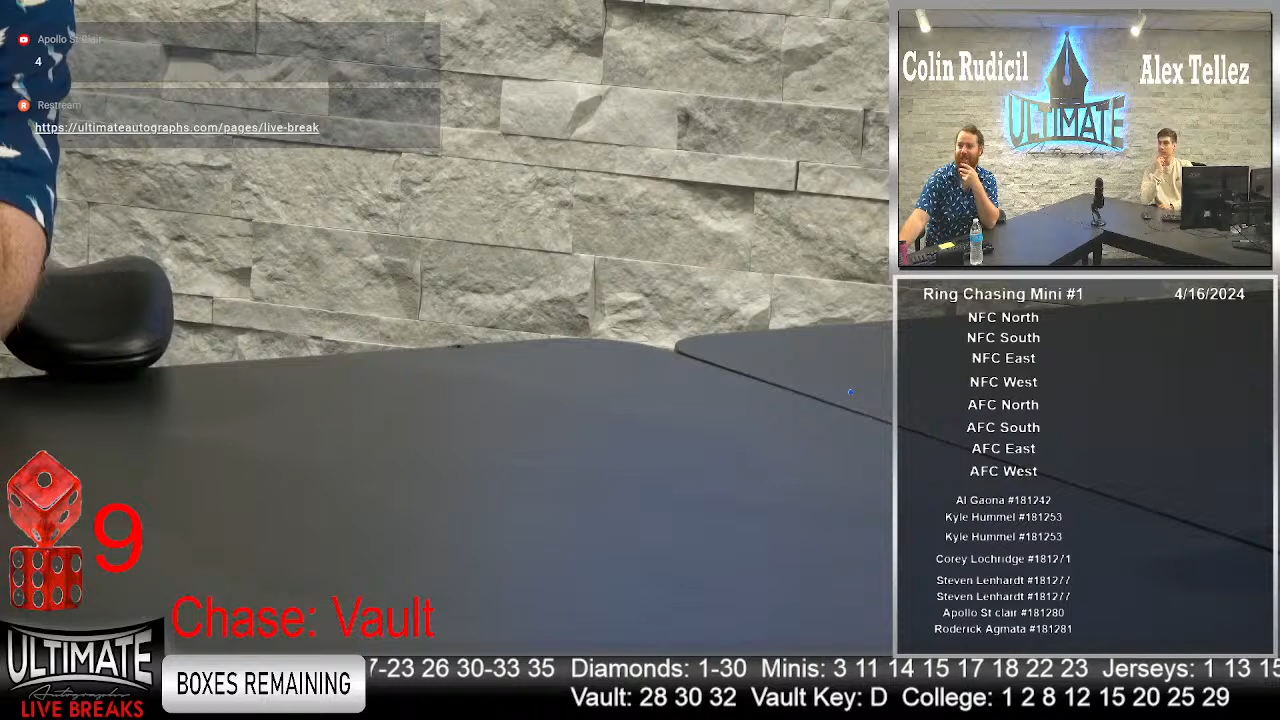 Apollo St Clair
4
Restream
https://ultimateautographs.com/pages/live-break
Colin Rudicil
Alex Tellez
ULTIMATE
Ring Chasing Mini #1 4/16/2024
NFC North
NFC South
NFC East
NFC West
AFC North
AFC South
AFC East
AFC West
Al Gaona #181242
Kyle Hummel #181253
Kyle Hummel #181253
Corey Lochridge #181271
Steven Lenhardt #181277
Steven Lenhardt #181277
Apollo St clair #181280
Roderick Agmata #181281
9
Chase: Vault
ULTIMATE
Autographs
LIVE BREAKS
BOXES REMAINING
7-23 26 30-33 35 Diamonds: 1-30 Minis: 3 11 14 15 17 18 22 23 Jerseys: 1 13 15
Vault: 28 30 32 Vault Key: D College: 1 2 8 12 15 20 25 29